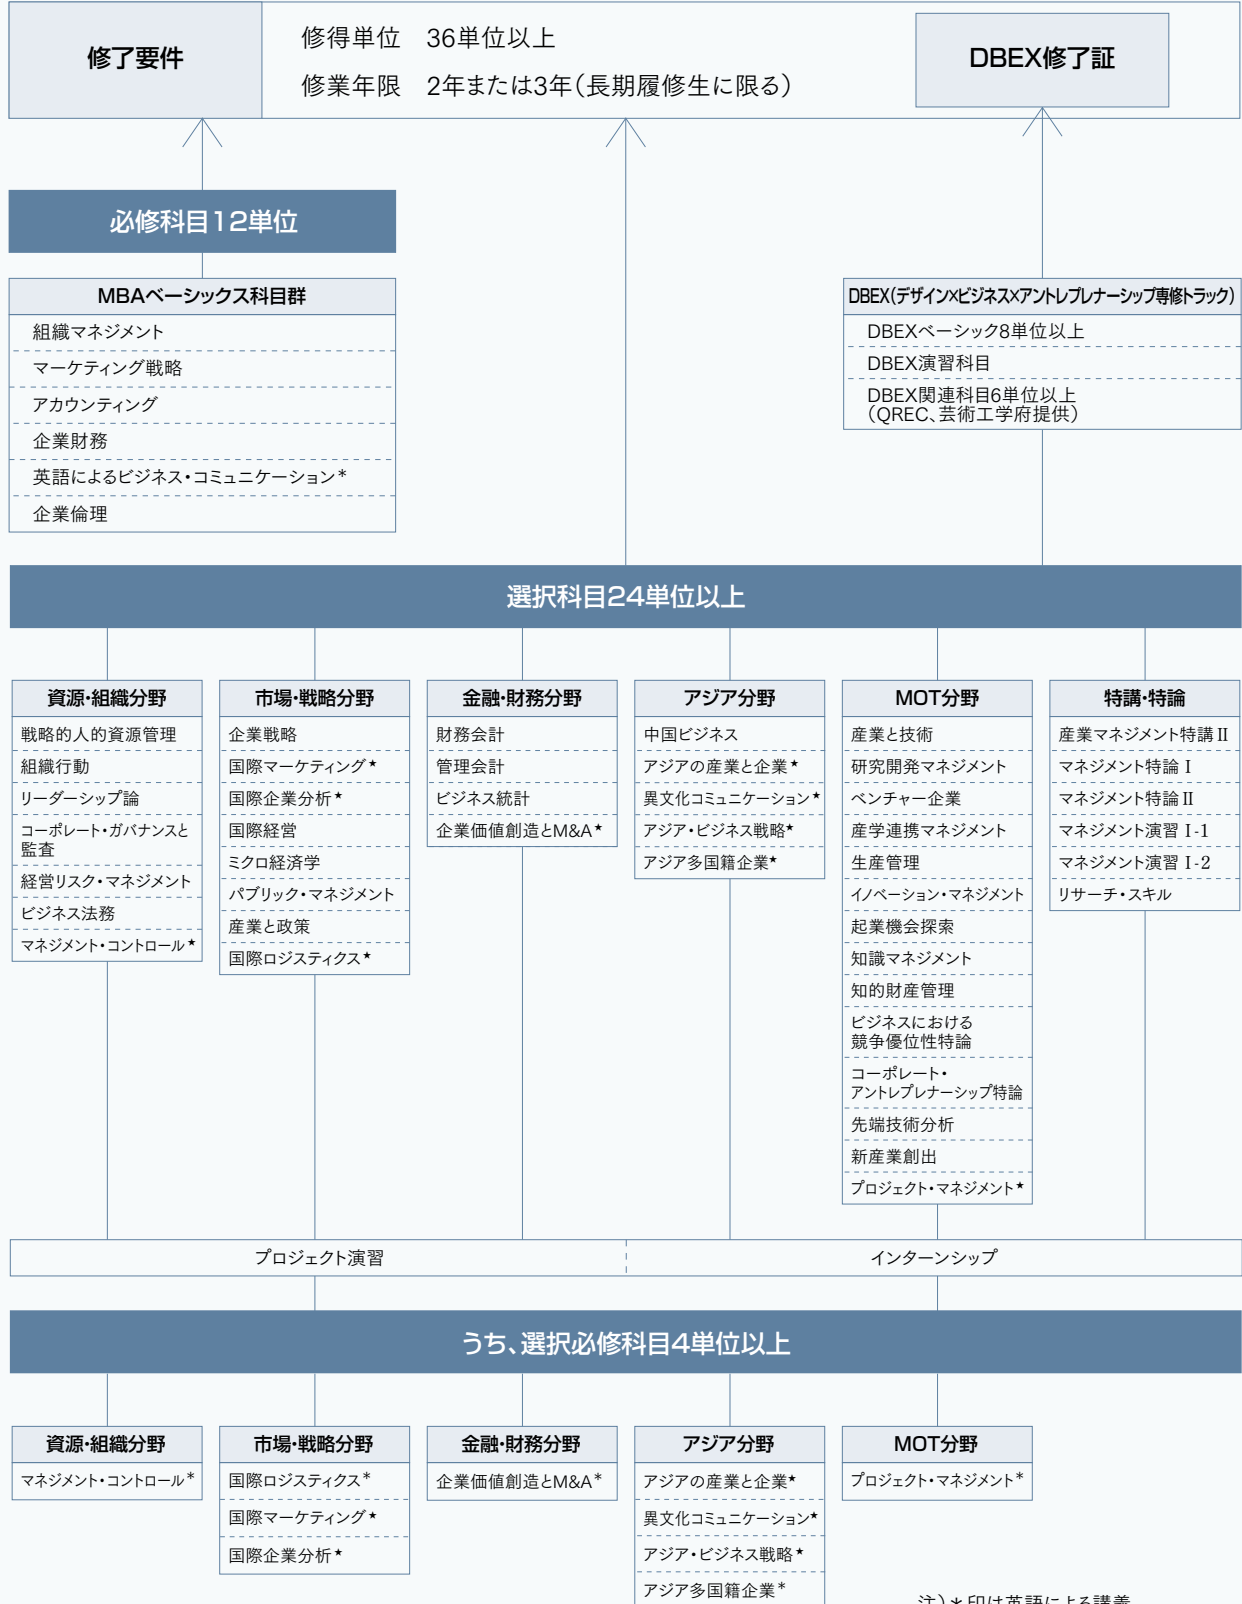 修了要件
修得単位 36単位以上
修業年限 2年または3年(長期履修生に限る)
DBEX修了証
必修科目12単位
MBAベーシックス科目群
組織マネジメント
マーケティング戦略
アカウンティング
企業財務
英語によるビジネス・コミュニケーション*
企業倫理
DBEX(デザイン×ビジネス×アントレプレナーシップ専修トラック)
DBEXベーシック8単位以上
DBEX演習科目
DBEX関連科目6単位以上
(QREC、芸術工学府提供)
選択科目24単位以上
資源・組織分野
戦略的人的資源管理
組織行動
リーダーシップ論
コーポレート・ガバナンスと
監査
経営リスク・マネジメント
ビジネス法務
マネジメント・コントロール★
市場・戦略分野
企業戦略
国際マーケティング★
国際企業分析★
国際経営
ミクロ経済学
パブリック・マネジメント
産業と政策
国際ロジスティクス★
金融・財務分野
財務会計
管理会計
ビジネス統計
企業価値創造とM&A★
アジア分野
中国ビジネス
アジアの産業と企業★
異文化コミュニケーション★
アジア・ビジネス戦略★
アジア多国籍企業★
MOT分野
産業と技術
研究開発マネジメント
ベンチャー企業
産学連携マネジメント
生産管理
イノベーション・マネジメント
起業機会探索
知識マネジメント
知的財産管理
ビジネスにおける
競争優位性特論
コーポレート・
アントレプレナーシップ特論
先端技術分析
新産業創出
プロジェクト・マネジメント★
特講・特論
産業マネジメント特講Ⅱ
マネジメント特論Ⅰ
マネジメント特論Ⅱ
マネジメント演習Ⅰ-1
マネジメント演習Ⅰ-2
リサーチ・スキル
プロジェクト演習
インターンシップ
うち、選択必修科目4単位以上
資源・組織分野
マネジメント・コントロール*
市場・戦略分野
国際ロジスティクス*
国際マーケティング★
国際企業分析★
金融・財務分野
企業価値創造とM&A*
アジア分野
アジアの産業と企業★
異文化コミュニケーション★
アジア・ビジネス戦略★
アジア多国籍企業*
MOT分野
プロジェクト・マネジメント*
注)*印は英語による講義